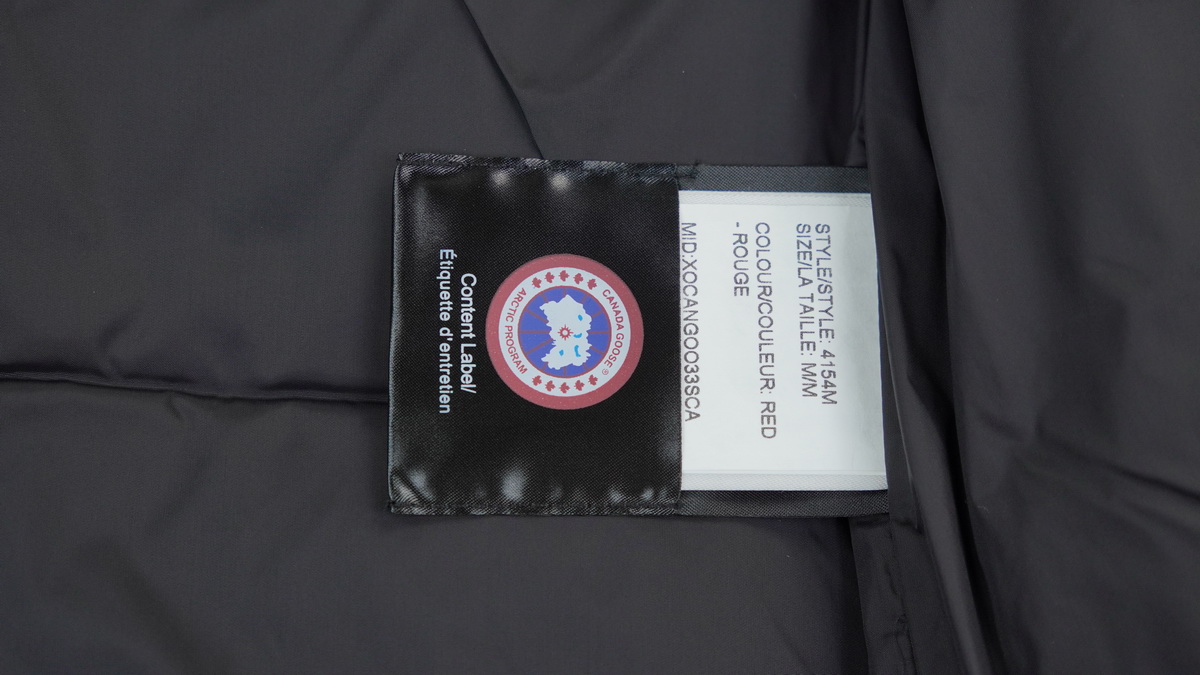 STYLE/STYLE: 4154M
SIZE/LA TAILLE: M/M
COLOUR/COULEUR: RED
- ROUGE
MID:XOCANGOO33SCA
CANADA GOOSE ®
ARCTIC PROGRAM
Content Label/
Étiquette d'entretien